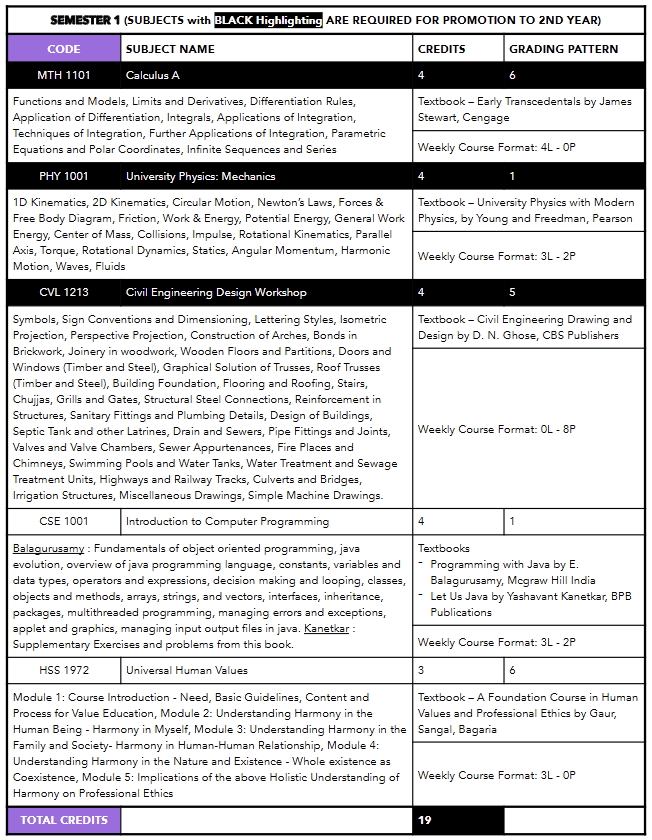 SEMESTER 1 (SUBJECTS with BLACK Highlighting ARE REQUIRED FOR PROMOTION TO 2ND YEAR)
CODE SUBJECT NAME CREDITS GRADING PATTERN
MTH 1101 Calculus A 4 6
Functions and Models, Limits and Derivatives, Differentiation Rules,
Application of Differentiation, Integrals, Applications of Integration,
Techniques of Integration, Further Applications of Integration, Parametric
Equations and Polar Coordinates, Infinite Sequences and Series
Textbook – Early Transcedentals by James
Stewart, Cengage
Weekly Course Format: 4L - 0P
PHY 1001 University Physics: Mechanics 4 1
1D Kinematics, 2D Kinematics, Circular Motion, Newton's Laws, Forces &
Free Body Diagram, Friction, Work & Energy, Potential Energy, General Work
Energy, Center of Mass, Collisions, Impulse, Rotational Kinematics, Parallel
Axis, Torque, Rotational Dynamics, Statics, Angular Momentum, Harmonic
Motion, Waves, Fluids
Textbook – University Physics with Modern
Physics, by Young and Freedman, Pearson
Weekly Course Format: 3L - 2P
CVL 1213 Civil Engineering Design Workshop 4 5
Symbols, Sign Conventions and Dimensioning, Lettering Styles, Isometric
Projection, Perspective Projection, Construction of Arches, Bonds in
Brickwork, Joinery in woodwork, Wooden Floors and Partitions, Doors and
Windows (Timber and Steel), Graphical Solution of Trusses, Roof Trusses
(Timber and Steel), Building Foundation, Flooring and Roofing, Stairs,
Chujjas, Grills and Gates, Structural Steel Connections, Reinforcement in
Structures, Sanitary Fittings and Plumbing Details, Design of Buildings,
Septic Tank and other Latrines, Drain and Sewers, Pipe Fittings and Joints,
Valves and Valve Chambers, Sewer Appurtenances, Fire Places and
Chimneys, Swimming Pools and Water Tanks, Water Treatment and Sewage
Treatment Units, Highways and Railway Tracks, Culverts and Bridges,
Irrigation Structures, Miscellaneous Drawings, Simple Machine Drawings.
Textbook – Civil Engineering Drawing and
Design by D. N. Ghose, CBS Publishers
Weekly Course Format: 0L - 8P
CSE 1001 Introduction to Computer Programming 4 1
Balagurusamy : Fundamentals of object oriented programming, java
evolution, overview of java programming language, constants, variables and
data types, operators and expressions, decision making and looping, classes,
objects and methods, arrays, strings, and vectors, interfaces, inheritance,
packages, multithreaded programming, managing errors and exceptions,
applet and graphics, managing input output files in java. Kanetkar :
Supplementary Exercises and problems from this book.
Textbooks
- Programming with Java by E.
Balagurusamy, Mcgraw Hill India
- Let Us Java by Yashavant Kanetkar, BPB
Publications
Weekly Course Format: 3L - 2P
HSS 1972 Universal Human Values 3 6
Module 1: Course Introduction - Need, Basic Guidelines, Content and
Process for Value Education, Module 2: Understanding Harmony in the
Human Being - Harmony in Myself, Module 3: Understanding Harmony in the
Family and Society- Harmony in Human-Human Relationship, Module 4:
Understanding Harmony in the Nature and Existence - Whole existence as
Coexistence, Module 5: Implications of the above Holistic Understanding of
Harmony on Professional Ethics
Textbook – A Foundation Course in Human
Values and Professional Ethics by Gaur,
Sangal, Bagaria
Weekly Course Format: 3L - 0P
TOTAL CREDITS 19